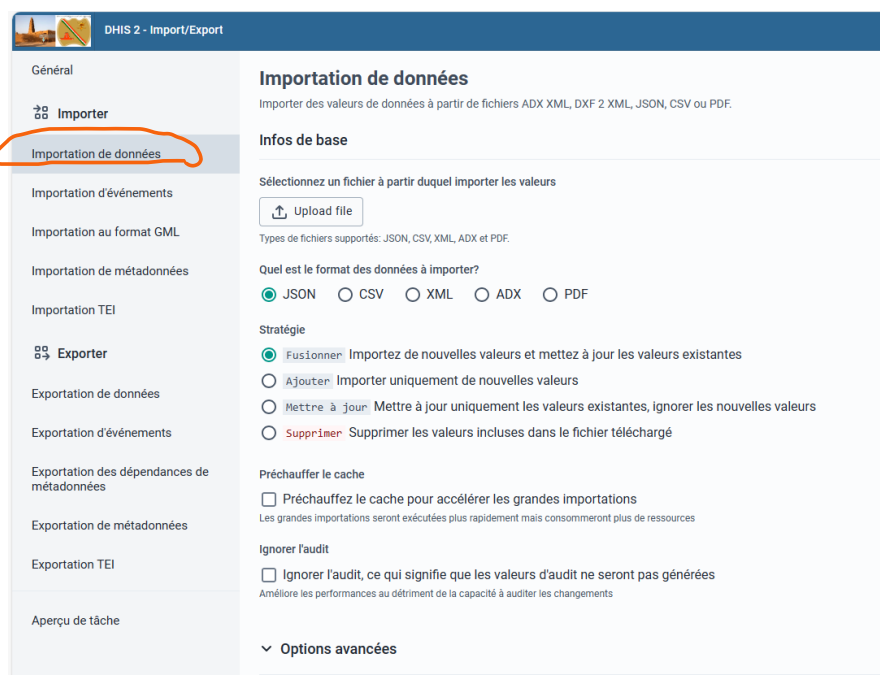 DHIS 2 - Import/Export
Général
Importer
Importation de données
Importation d'événements
Importation au format GML
Importation de métadonnées
Importation TEI
Exporter
Exportation de données
Exportation d'événements
Exportation des dépendances de
métadonnées
Exportation de métadonnées
Exportation TEI
Aperçu de tâche
Importation de données
Importer des valeurs de données à partir de fichiers ADX XML, DXF 2 XML, JSON, CSV ou PDF.
Infos de base
Sélectionnez un fichier à partir duquel importer les valeurs
Upload file
Types de fichiers supportés: JSON, CSV, XML, ADX et PDF.
Quel est le format des données à importer?
JSON CSV XML ADX PDF
Stratégie
Fusionner Importez de nouvelles valeurs et mettez à jour les valeurs existantes
Ajouter Importer uniquement de nouvelles valeurs
Mettre à jour Mettre à jour uniquement les valeurs existantes, ignorer les nouvelles valeurs
Supprimer Supprimer les valeurs incluses dans le fichier téléchargé
Préchauffer le cache
Préchauffez le cache pour accélérer les grandes importations
Les grandes importations seront exécutées plus rapidement mais consommeront plus de ressources
Ignorer l'audit
Ignorer l'audit, ce qui signifie que les valeurs d'audit ne seront pas générées
Améliore les performances au détriment de la capacité à auditer les changements
Options avancées